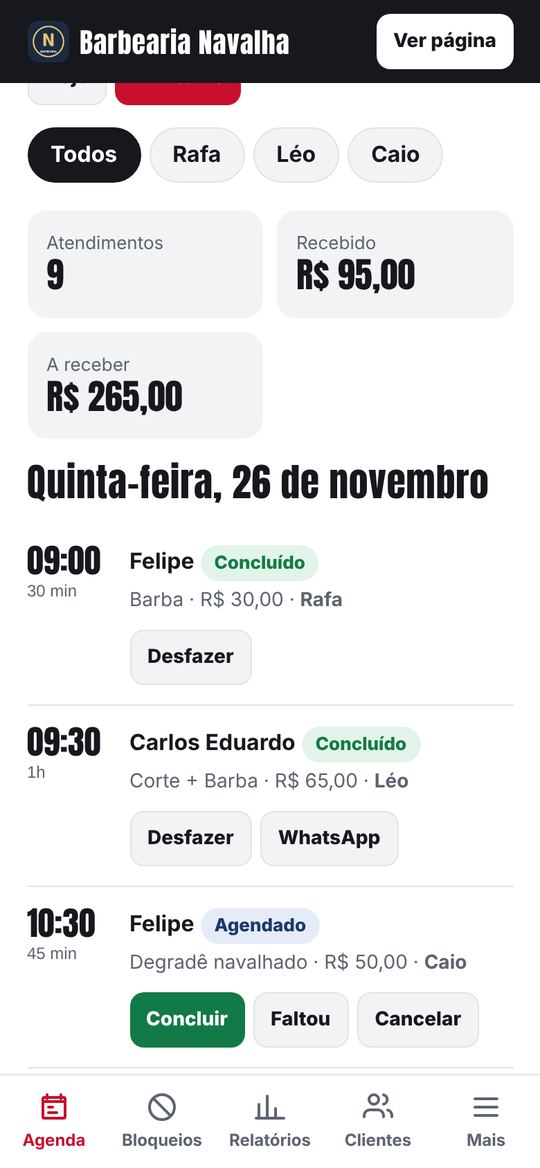 N
Barbearia Navalha
Ver página
Todos
Rafa
Léo
Caio
Atendimentos
9
Recebido
R$ 95,00
A receber
R$ 265,00
Quinta-feira, 26 de novembro
09:00
30 min
Felipe
Concluído
Barba · R$ 30,00 · Rafa
Desfazer
09:30
1h
Carlos Eduardo
Concluído
Corte + Barba · R$ 65,00 · Léo
Desfazer
WhatsApp
10:30
45 min
Felipe
Agendado
Degradê navalhado · R$ 50,00 · Caio
Concluir
Faltou
Cancelar
Agenda
Bloqueios
Relatórios
Clientes
Mais